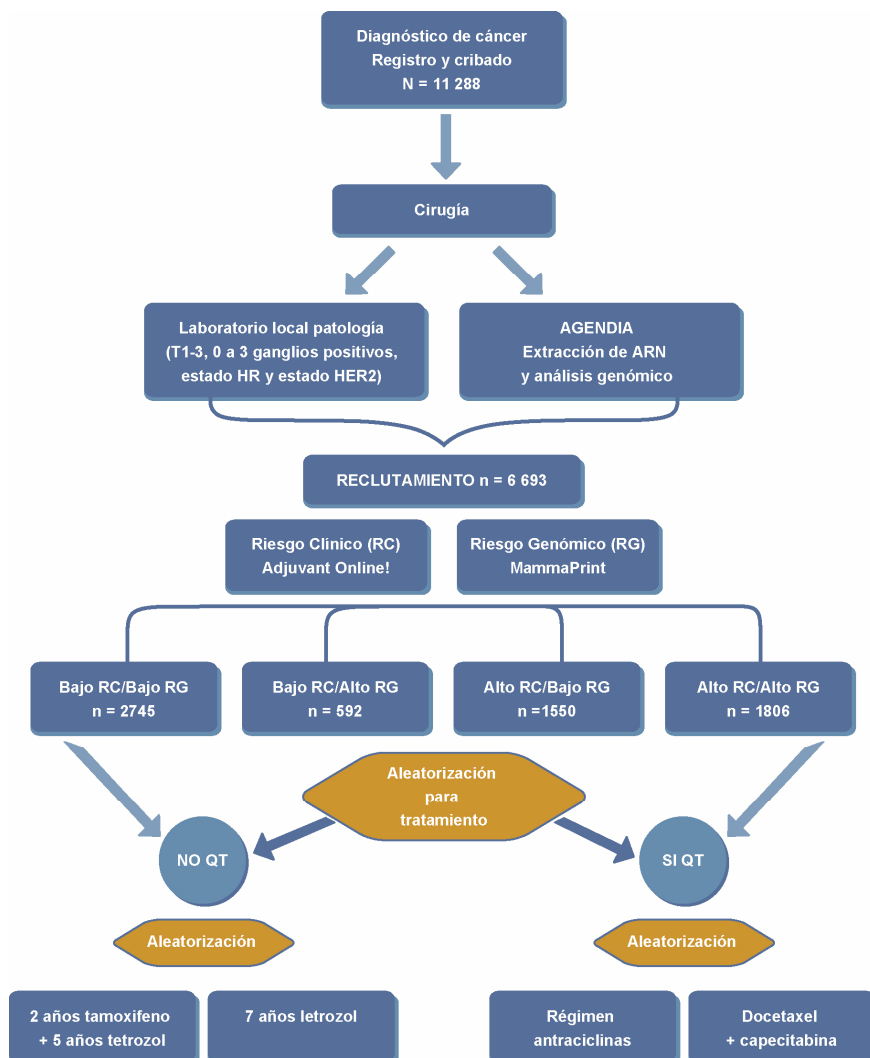 Diagnóstico de cáncer
Registro y cribado
N = 11 288
Cirugía
Laboratorio local patología
(T1-3, 0 a 3 ganglios positivos,
estado HR y estado HER2)
AGENDIA
Extracción de ARN
y análisis genómico
RECLUTAMIENTO n = 6 693
Riesgo Clínico (RC)
Adjuvant Online!
Riesgo Genómico (RG)
MammaPrint
Bajo RC/Bajo RG
n = 2745
Bajo RC/Alto RG
n = 592
Alto RC/Bajo RG
n =1550
Alto RC/Alto RG
n = 1806
Aleatorización
para
tratamiento
NO QT
SI QT
Aleatorización
Aleatorización
2 años tamoxifeno
+ 5 años tetrozol
7 años letrozol
Régimen
antraciclinas
Docetaxel
+ capecitabina